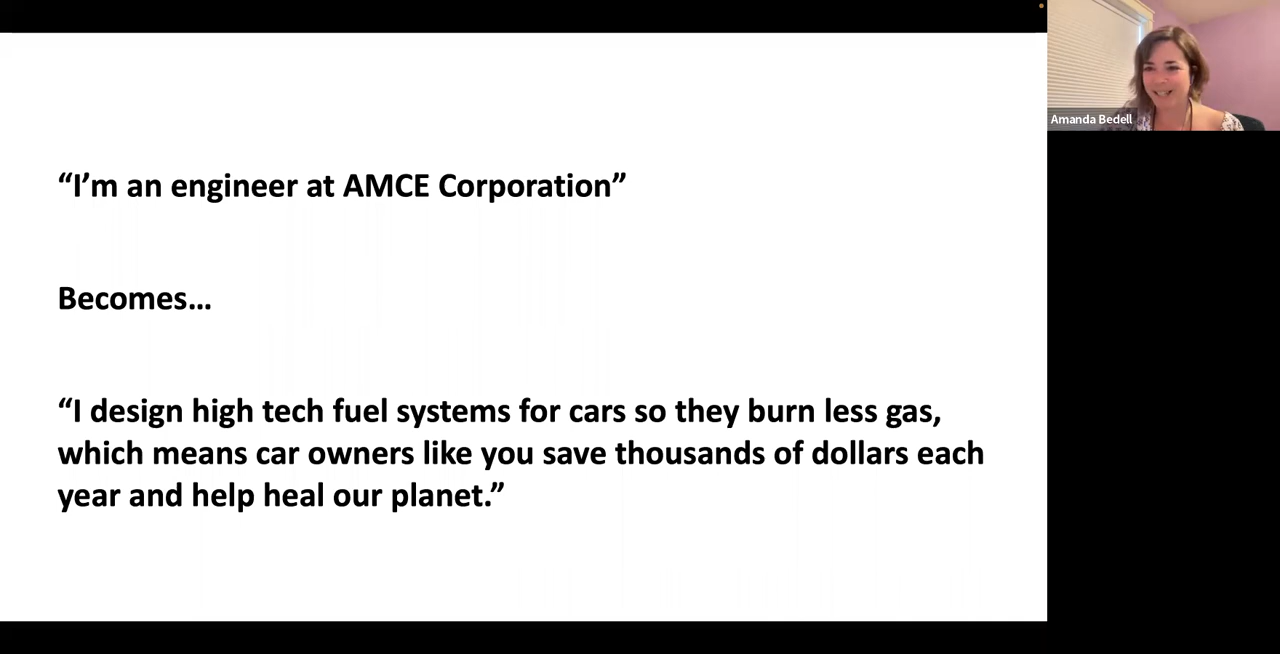 “I’m an engineer at AMCE Corporation”
Becomes…
“I design high tech fuel systems for cars so they burn less gas,
which means car owners like you save thousands of dollars each
year and help heal our planet.”
Amanda Bedell